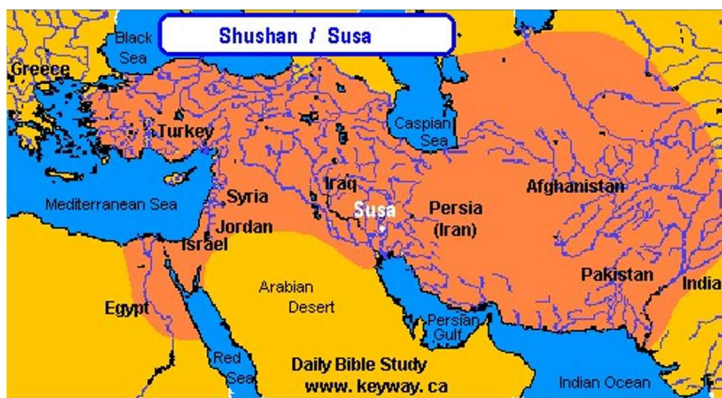 Shushan / Susa
Black
Sea
Greece
Caspian
Sea
Turkey
Afghanistan
Iraq
Syria
Mediterranean Sea
Susa
Persia
(Iran)
Jordan
Israel
Pakistan
India
Arabian
Desert
Egypt
Persian
Gulf
Red
Sea
Daily Bible Study
www. keyway. ca
Indian Ocean